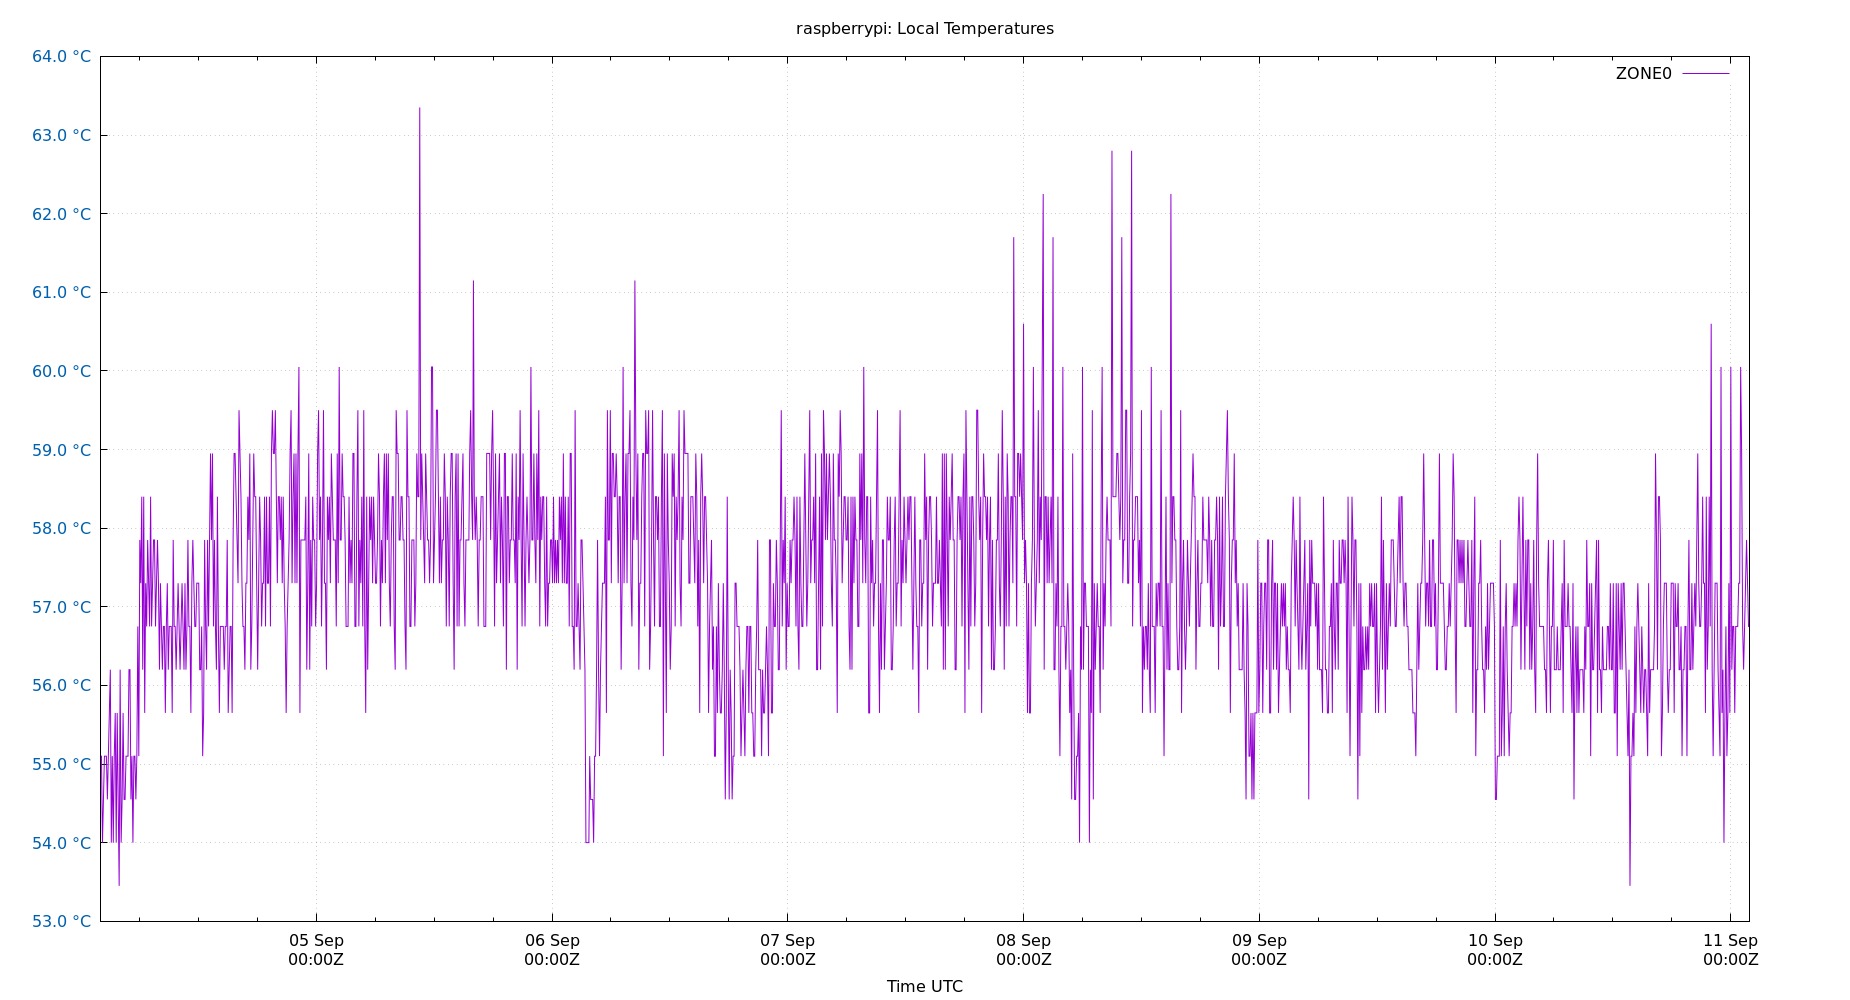 raspberrypi: Local Temperatures
64.0 °C
ZONE0
63.0 °C
62.0 °C
61.0 °C
60.0 °C
59.0 °C
58.0 °C
57.0 °C
56.0 °C
55.0 °C
54.0 °C
53.0 °C
05 Sep 06 Sep 07 Sep 08 Sep 09 Sep 10 Sep 11 Sep
00:00Z 00:00Z 00:00Z 00:00Z 00:00Z 00:00Z 00:00Z
Time UTC